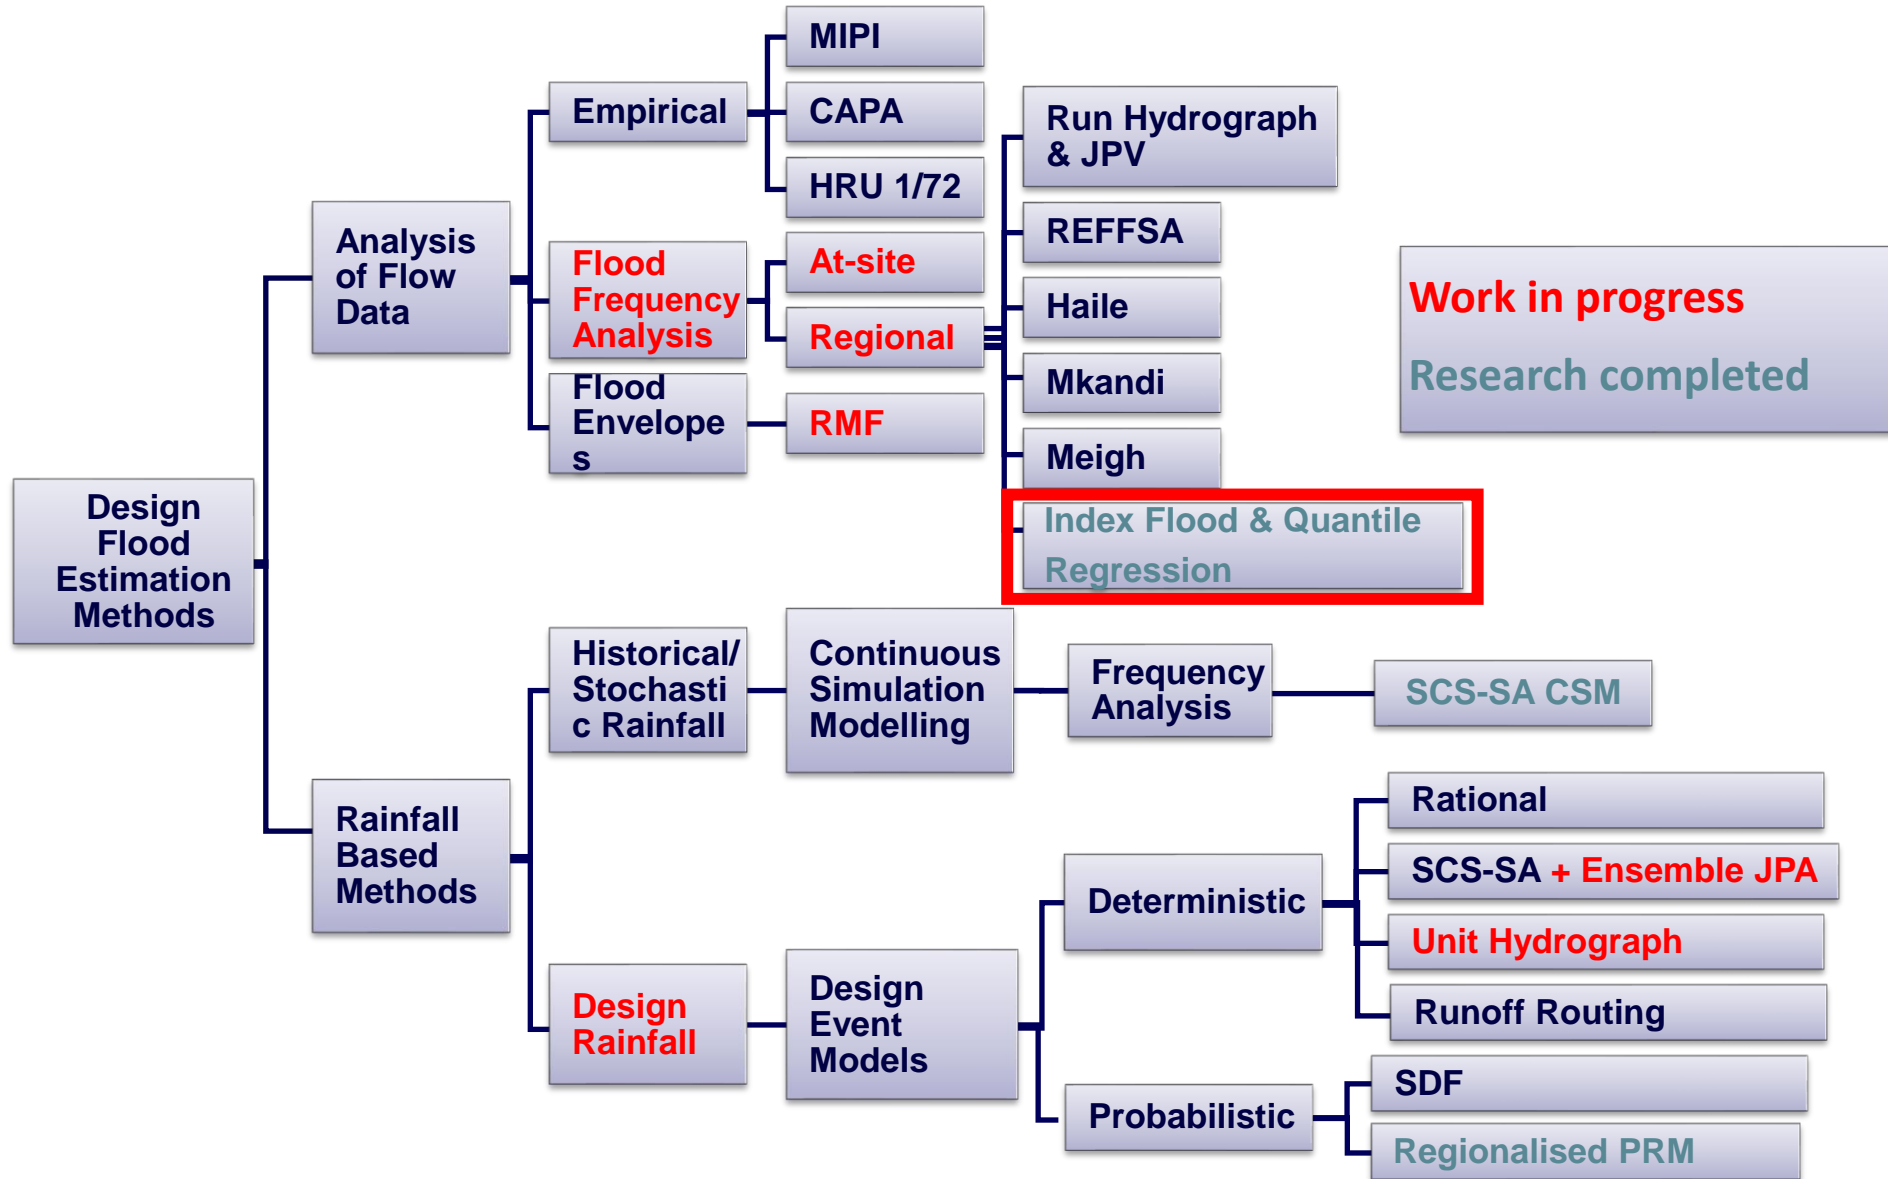 Design
Flood
Estimation
Methods
Analysis
of Flow
Data
Empirical
MIPI
CAPA
HRU 1/72
Flood
Frequency
Analysis
At-site
Regional
Run Hydrograph
& JPV
REFFSA
Haile
Mkandi
Meigh
Index Flood & Quantile
Regression
Flood
Envelope
s
RMF
Work in progress
Research completed
Rainfall
Based
Methods
Historical/
Stochasti
c Rainfall
Continuous
Simulation
Modelling
Frequency
Analysis
SCS-SA CSM
Design
Rainfall
Design
Event
Models
Deterministic
Rational
SCS-SA + Ensemble JPA
Unit Hydrograph
Runoff Routing
Probabilistic
SDF
Regionalised PRM